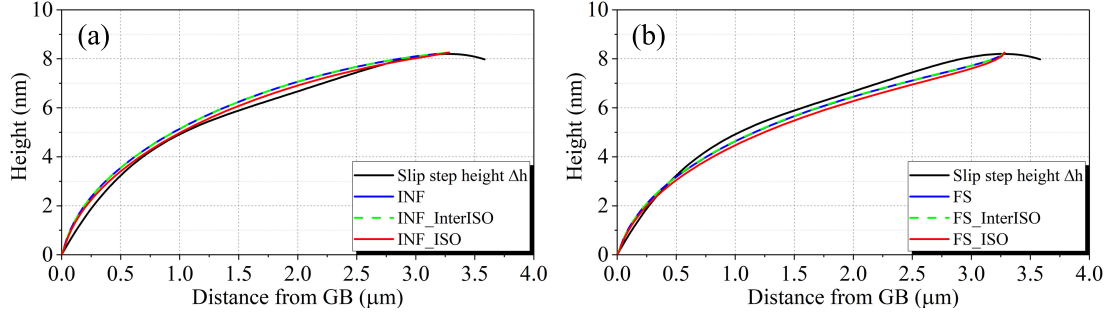 (a)
Height (nm)
10
8
6
4
2
0
Slip step height Δh
INF
INF_InterISO
INF_ISO
0.0 0.5 1.0 1.5 2.0 2.5 3.0 3.5 4.0
Distance from GB (μm)
(b)
Height (nm)
10
8
6
4
2
0
Slip step height Δh
FS
FS_InterISO
FS_ISO
0.0 0.5 1.0 1.5 2.0 2.5 3.0 3.5 4.0
Distance from GB (μm)